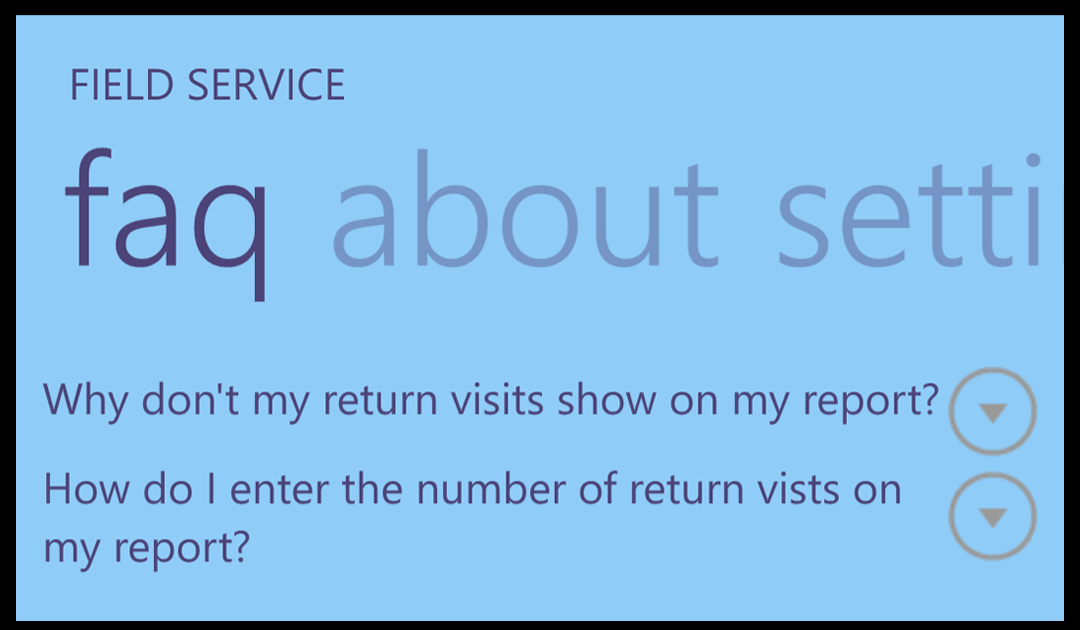 FIELD SERVICE
faq about setti
Why don't my return visits show on my report?
How do I enter the number of return vists on
my report?